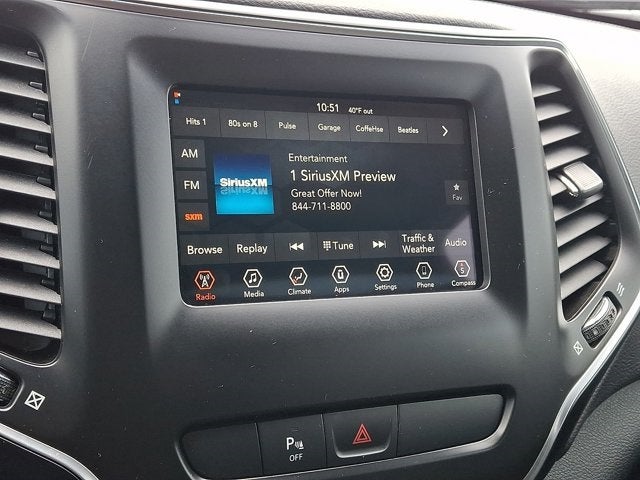 10:51 40°F out
Hits 1 80s on 8 Pulse Garage CoffeHse Beatles
AM
FM
sxm
SiriusXM
Entertainment
1 SiriusXM Preview
Great Offer Now!
844-711-8800
Fav
Browse Replay Tune Traffic & Weather Audio
Radio Media Climate Apps Settings Phone Compass
S
P
OFF